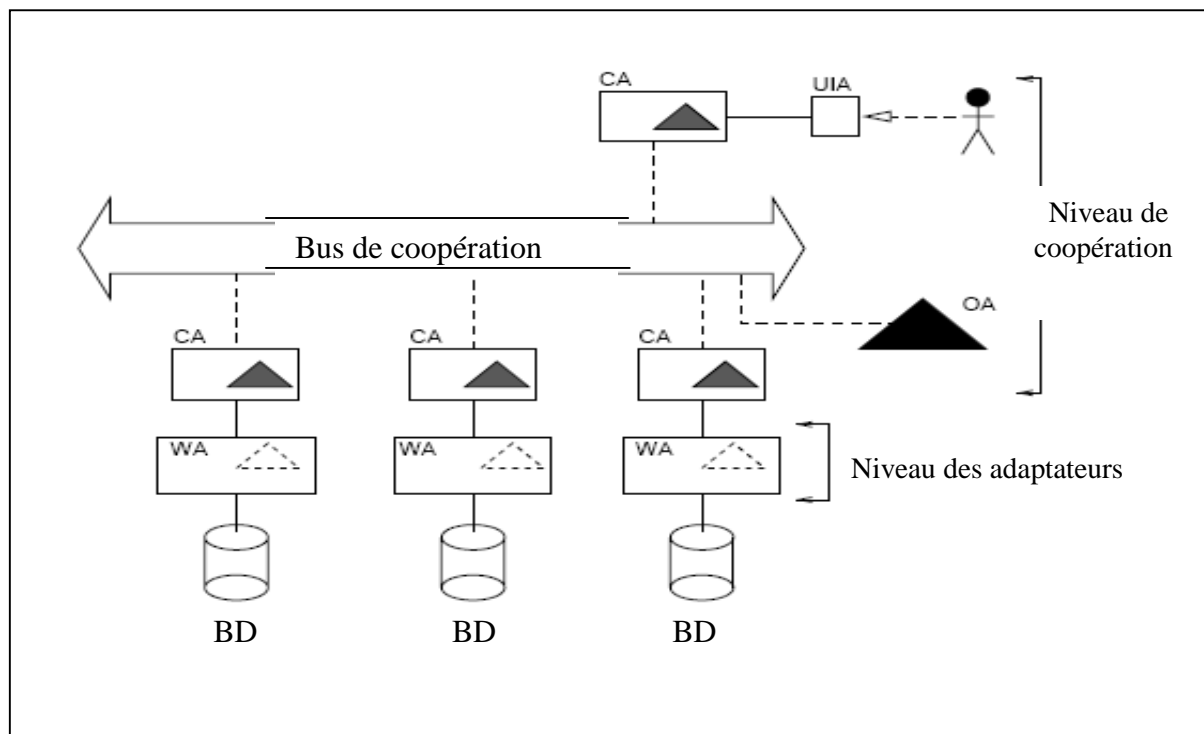 CA
UIA
Niveau de
coopération
Bus de coopération
OA
CA
CA
CA
WA
WA
WA
Niveau des adaptateurs
BD
BD
BD